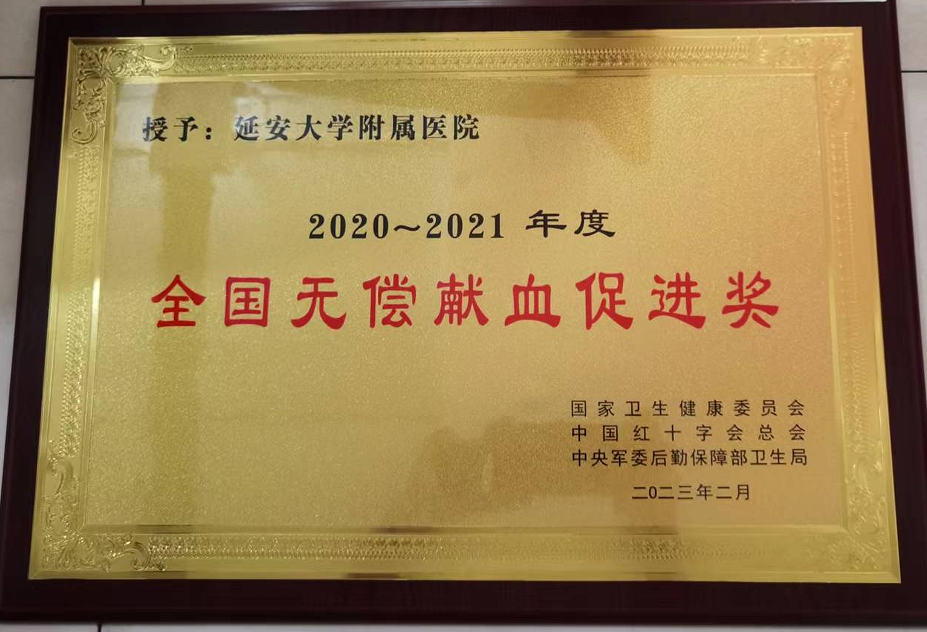 授予：延安大学附属医院
2020~2021 年度
全国无偿献血促进奖
国家卫生健康委员会
中国红十字会总会
中央军委后勤保障部卫生局
二0二三年二月